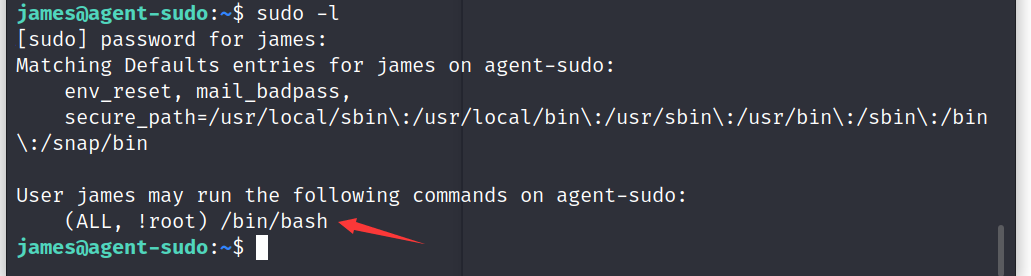 james@agent-sudo:~$ sudo -l
[sudo] password for james:
Matching Defaults entries for james on agent-sudo:
    env_reset, mail_badpass,
    secure_path=/usr/local/sbin\:/usr/local/bin\:/usr/sbin\:/usr/bin\:/sbin\:/bin
\:/snap/bin

User james may run the following commands on agent-sudo:
    (ALL, !root) /bin/bash
james@agent-sudo:~$